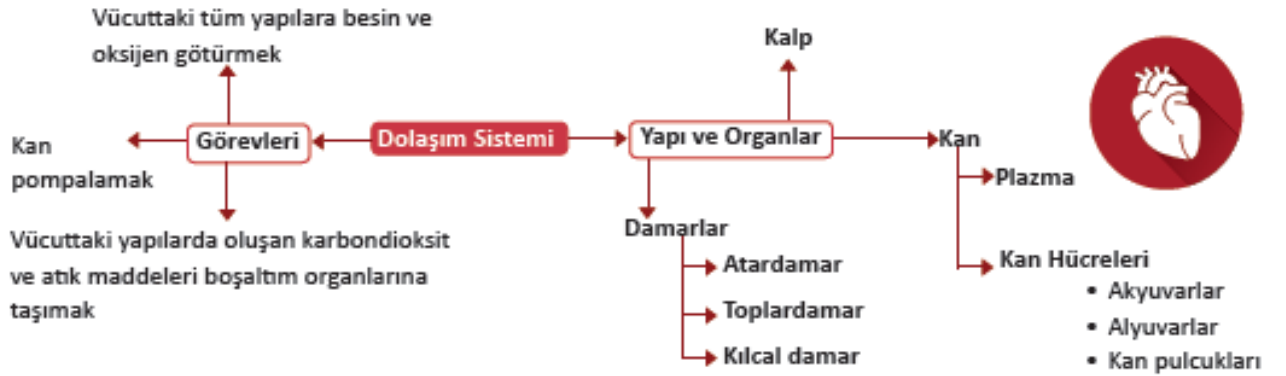 Vücuttaki tüm yapılara besin ve
oksijen götürmek
Kalp
Görevleri
Dolaşım Sistemi
Yapı ve Organlar
Kan
Kan
pompalamak
Plazma
Vücuttaki yapılarda oluşan karbondioksit
ve atık maddeleri boşaltım organlarına
taşımak
Damarlar
Atardamar
Toplardamar
Kılcal damar
Kan Hücreleri
• Akyuvarlar
• Alyuvarlar
• Kan pulcukları